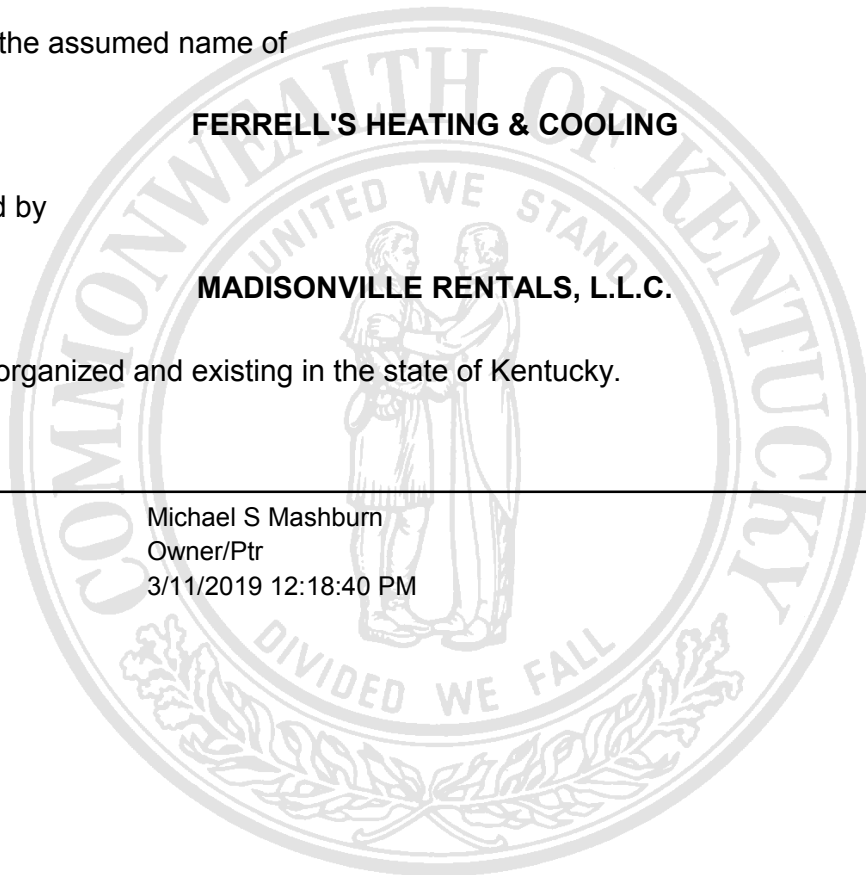 the assumed name of
FERRELL'S HEATING & COOLING
d by
MADISONVILLE RENTALS, L.L.C.
organized and existing in the state of Kentucky.
Michael S Mashburn
Owner/Ptr
3/11/2019 12:18:40 PM
COMMONWEALTH OF KENTUCKY
UNITED WE STAND
DIVIDED WE FALL